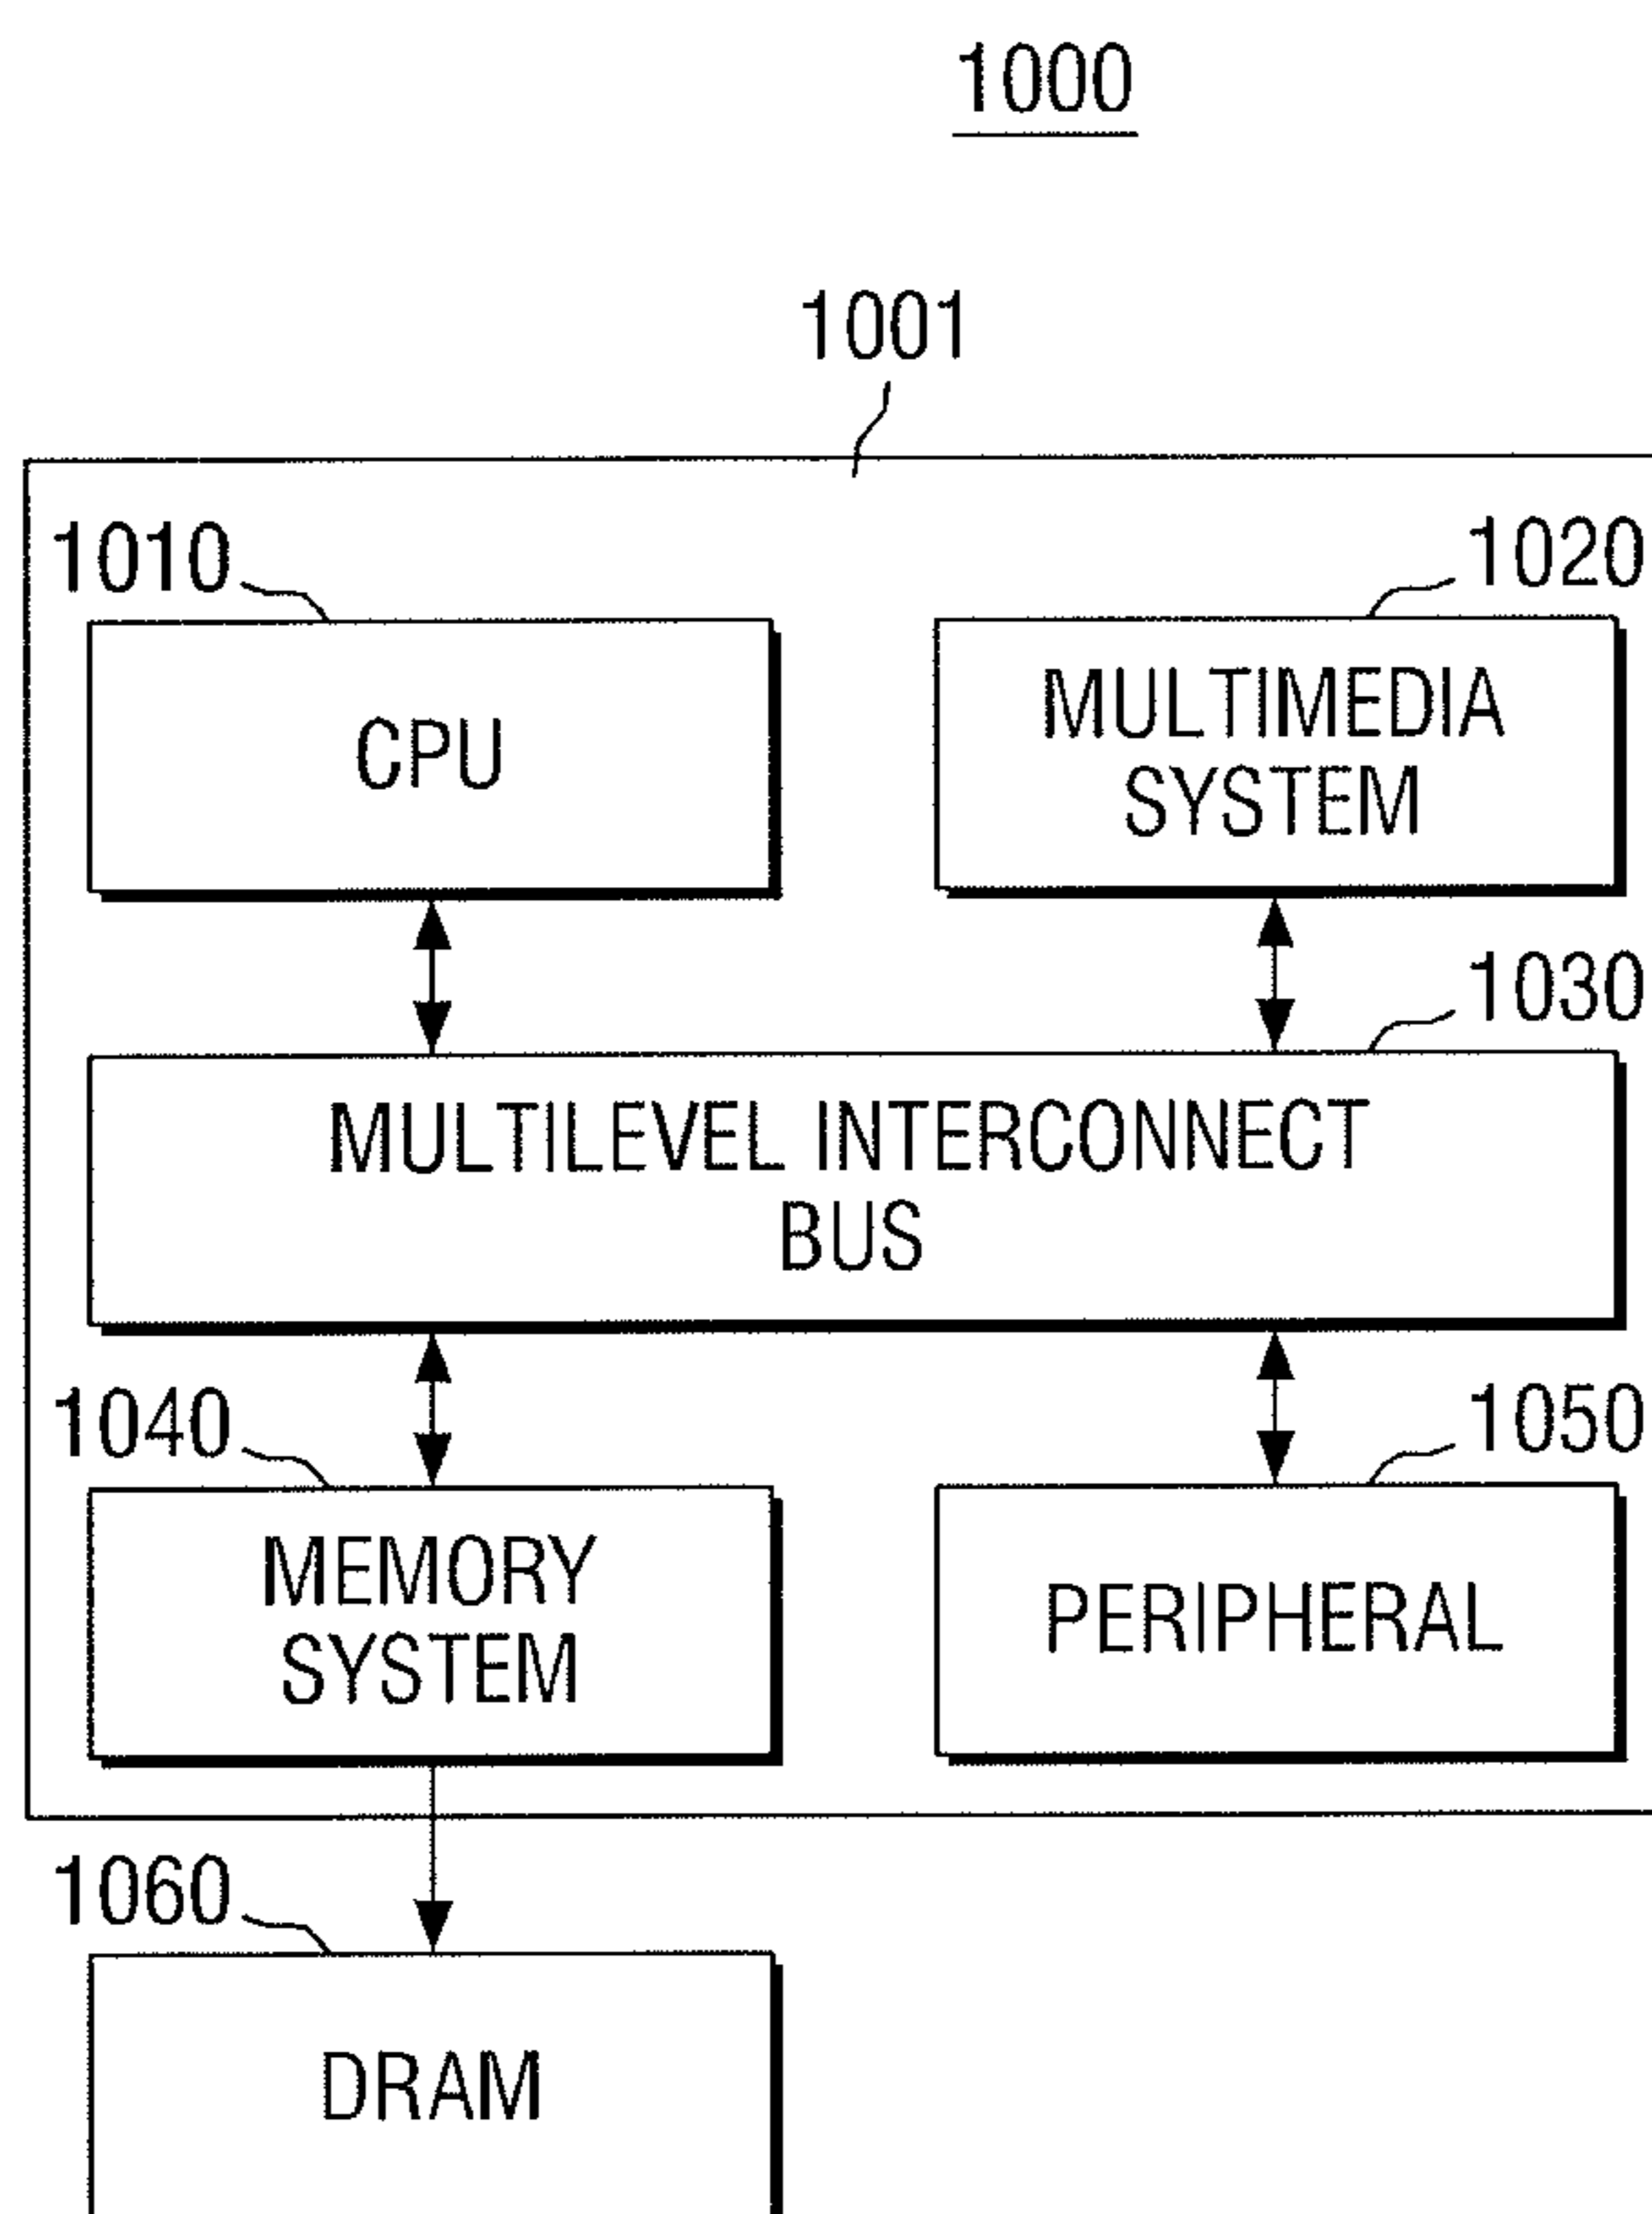 1000
1001
1010
1020
CPU
MULTIMEDIA
SYSTEM
1030
MULTILEVEL INTERCONNECT
BUS
1040
1050
MEMORY
SYSTEM
PERIPHERAL
1060
DRAM